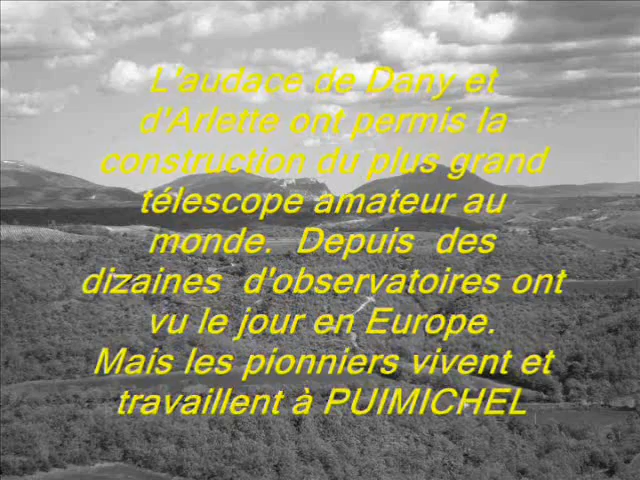 L'audace de Dany et
d'Arlette ont permis la
construction du plus grand
télescope amateur au
monde. Depuis des
dizaines d'observatoires ont
vu le jour en Europe.
Mais les pionniers vivent et
travaillent à PUIMICHEL